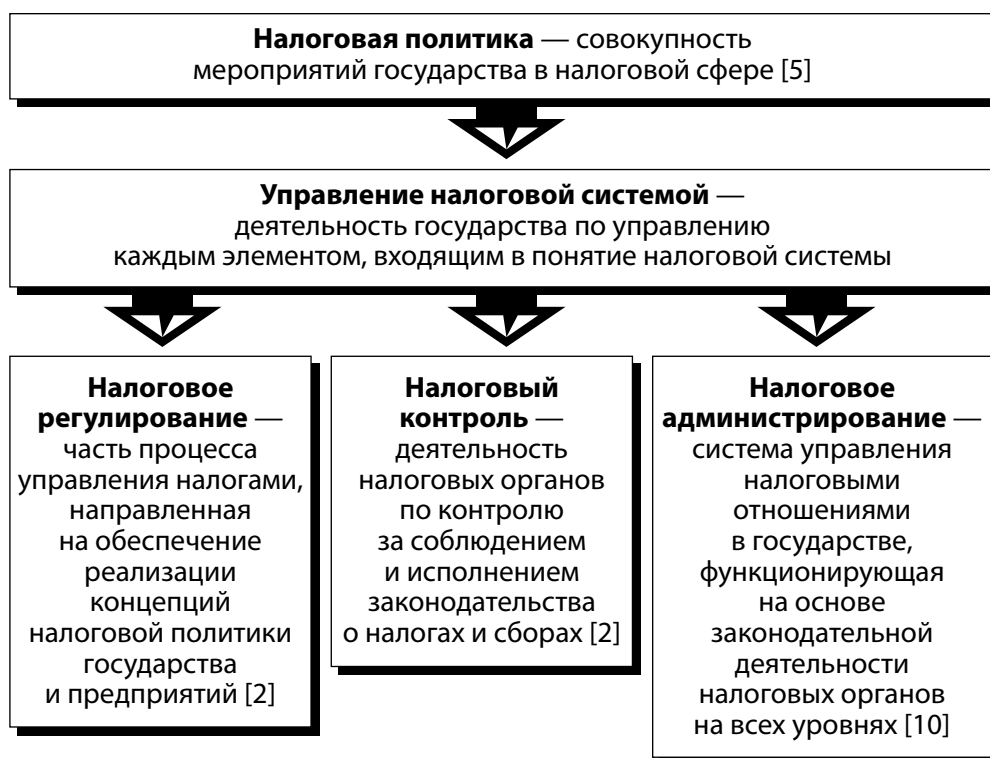 Налоговая политика — совокупность
мероприятий государства в налоговой сфере [5]
Управление налоговой системой —
деятельность государства по управлению
каждым элементом, входящим в понятие налоговой системы
Налоговое
регулирование —
часть процесса
управления налогами,
направленная
на обеспечение
реализации
концепций
налоговой политики
государства
и предприятий [2]
Налоговый
контроль —
деятельность
налоговых органов
по контролю
за соблюдением
и исполнением
законодательства
о налогах и сборах [2]
Налоговое
администрирование —
система управления
налоговыми
отношениями
в государстве,
функционирующая
на основе
законодательной
деятельности
налоговых органов
на всех уровнях [10]